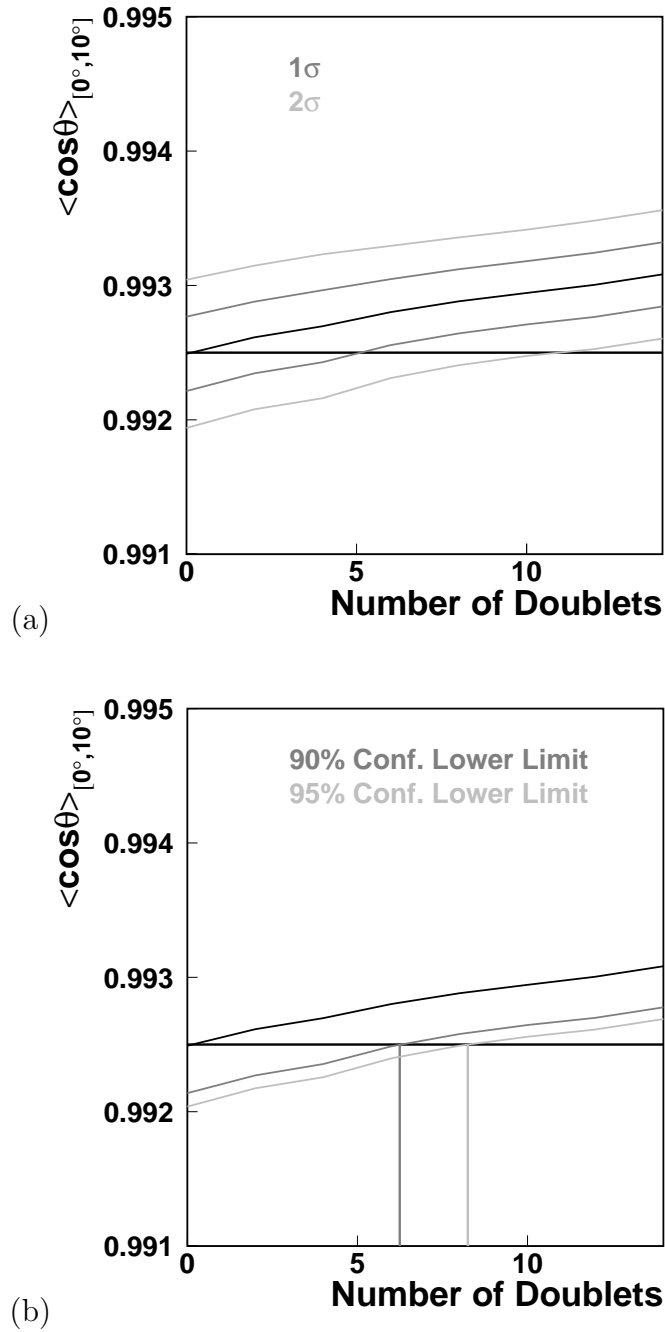 0.995
<cosθ>[0°,10°]
1σ
2σ
0.994
0.993
0.992
0.991
0 5 10
Number of Doublets
(a)
0.995
<cosθ>[0°,10°]
90% Conf. Lower Limit
95% Conf. Lower Limit
0.994
0.993
0.992
0.991
0 5 10
Number of Doublets
(b)